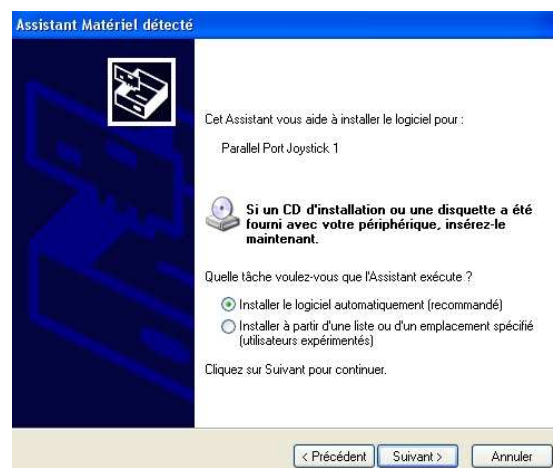 Assistant Matériel détecté
Cet Assistant vous aide à installer le logiciel pour :
Parallel Port Joystick 1
Si un CD d'installation ou une disquette a été
fourni avec votre périphérique, insérez-le
maintenant.
Quelle tâche voulez-vous que l'Assistant exécute ?
Installer le logiciel automatiquement (recommandé)
Installer à partir d'une liste ou d'un emplacement spécifié
(utilisateurs expérimentés)
Cliquez sur Suivant pour continuer.
< Précédent Suivant > Annuler